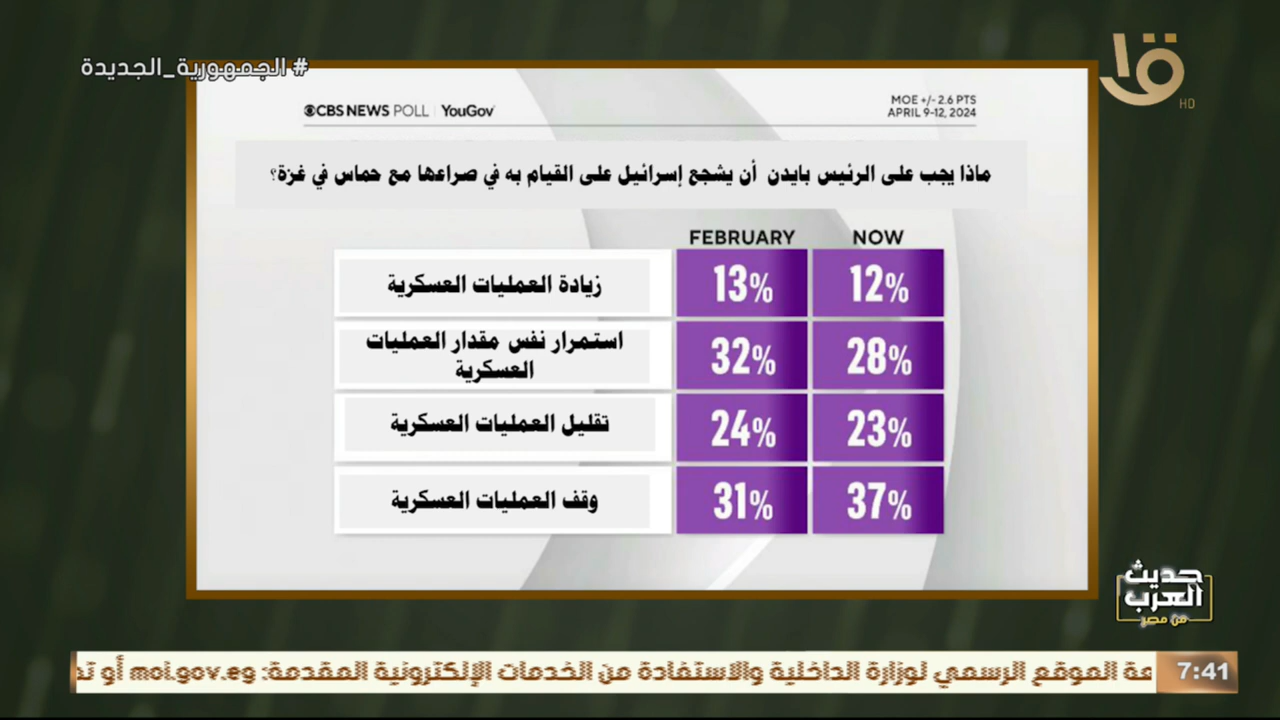 #الجمهورية_الجديدة
HD
CBS NEWS POLL | YouGov
MOE +/- 2.6 PTS
APRIL 9-12, 2024
ماذا يجب على الرئيس بايدن أن يشجع إسرائيل على القيام به في صراعها مع حماس في غزة؟
FEBRUARY NOW
زيادة العمليات العسكرية 13% 12%
استمرار نفس مقدار العمليات
العسكرية 32% 28%
تقليل العمليات العسكرية 24% 23%
وقف العمليات العسكرية 31% 37%
حديث
العرب
من مصر
7:41
الموقع الرسمي لوزارة الداخلية والاستفادة من الخدمات الإلكترونية المقدمة: moi.gov.eg أو